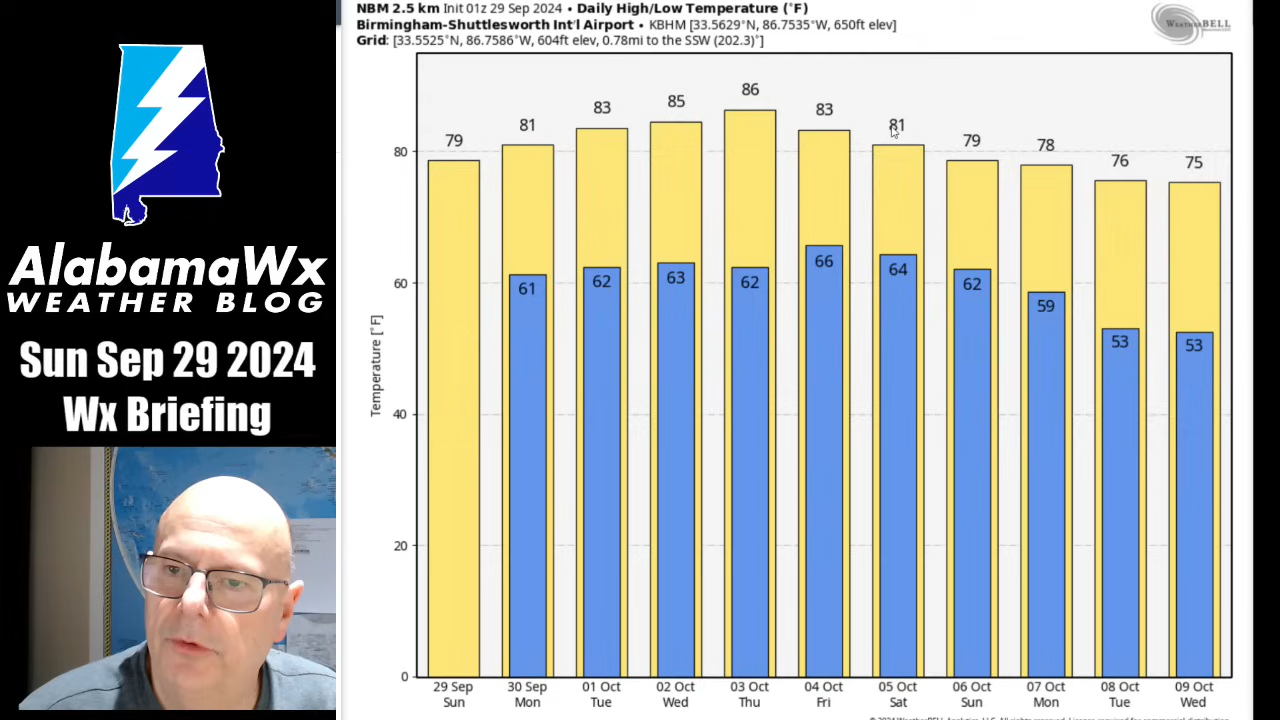 AlabamaWx
WEATHER BLOG
Sun Sep 29 2024
Wx Briefing
NBM 2.5 km Init 01z 29 Sep 2024 • Daily High/Low Temperature (°F)
Birmingham-Shuttlesworth Int'l Airport • KBHM [33.5629°N, 86.7535°W, 650ft elev]
Grid: [33.5525°N, 86.7586°W, 604ft elev, 0.78mi to the SSW (202.3)°]
WEATHERBELL
Temperature [°F]
80
60
40
20
0
79 81 83 85 86 83 81 79 78 76 75
61 62 63 62 66 64 62 59 53 53
29 Sep 30 Sep 01 Oct 02 Oct 03 Oct 04 Oct 05 Oct 06 Oct 07 Oct 08 Oct 09 Oct
Sun Mon Tue Wed Thu Fri Sat Sun Mon Tue Wed